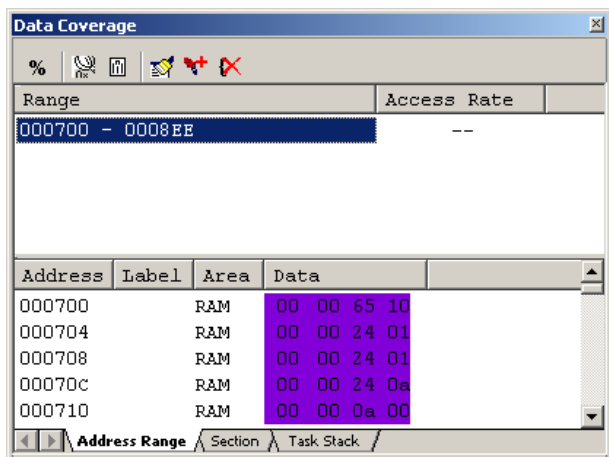 Data Coverage
%
Range Access Rate
000700 - 0008EE --
Address Label Area Data
000700 RAM 00 00 65 10
000704 RAM 00 00 24 01
000708 RAM 00 00 24 01
00070C RAM 00 00 24 0a
000710 RAM 00 00 0a 00
Address Range Section Task Stack